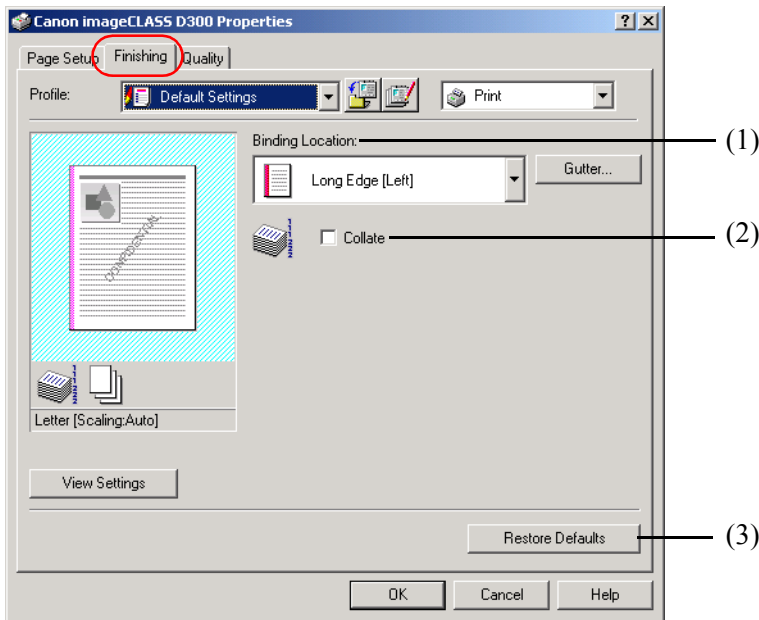 Canon imageCLASS D300 Properties
Page Setup Finishing Quality
Profile: Default Settings Print
Binding Location: (1)
Long Edge [Left] Gutter...
Collate (2)
CONFIDENTIAL
Letter [Scaling:Auto]
View Settings
Restore Defaults (3)
OK Cancel Help